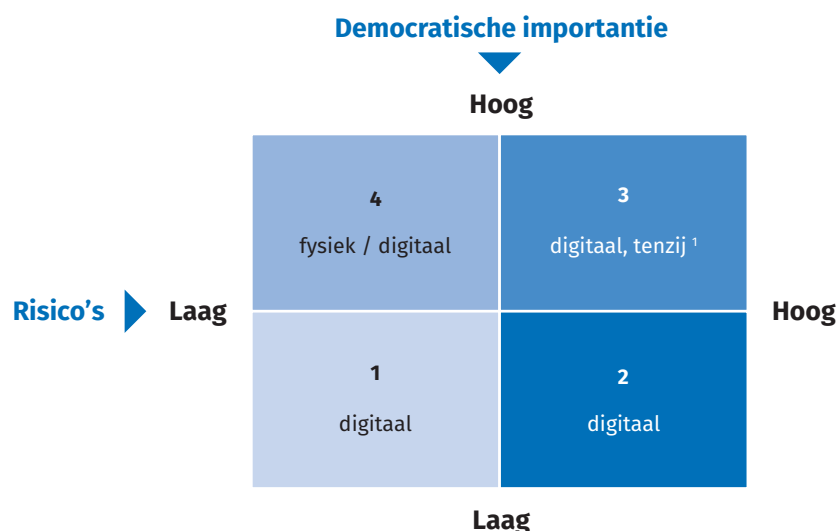 Democratische importantie
Hoog
4
fysiek / digitaal
3
digitaal, tenzij ¹
Risico’s
Laag
Hoog
1
digitaal
2
digitaal
Laag